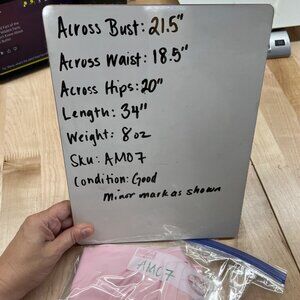 Across Bust: 21.5"
Across Waist: 18.5"
Across Hips: 20"
Length: 34"
Weight: 8oz
Sku: AM07
Condition: Good
Minor mark as shown
AM07